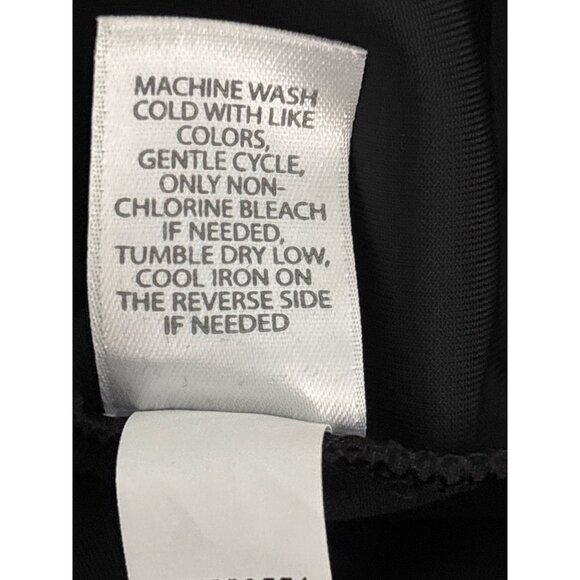 MACHINE WASH
COLD WITH LIKE
COLORS,
GENTLE CYCLE,
ONLY NON-
CHLORINE BLEACH
IF NEEDED,
TUMBLE DRY LOW,
COOL IRON ON
THE REVERSE SIDE
IF NEEDED